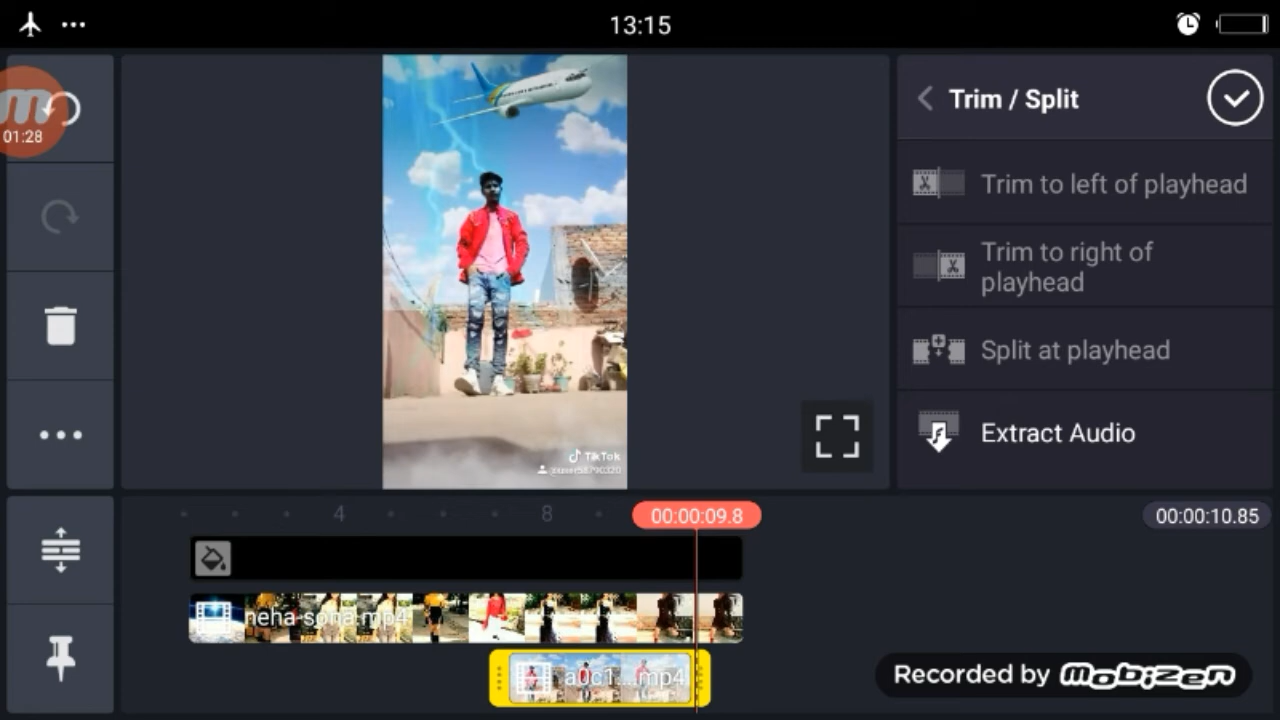 13:15
01:28
Trim / Split
Trim to left of playhead
Trim to right of
playhead
Split at playhead
Extract Audio
TikTok
4
8
00:00:09.8
00:00:10.85
neha-sona.mp4
a0c1....mp4
Recorded by mobizen